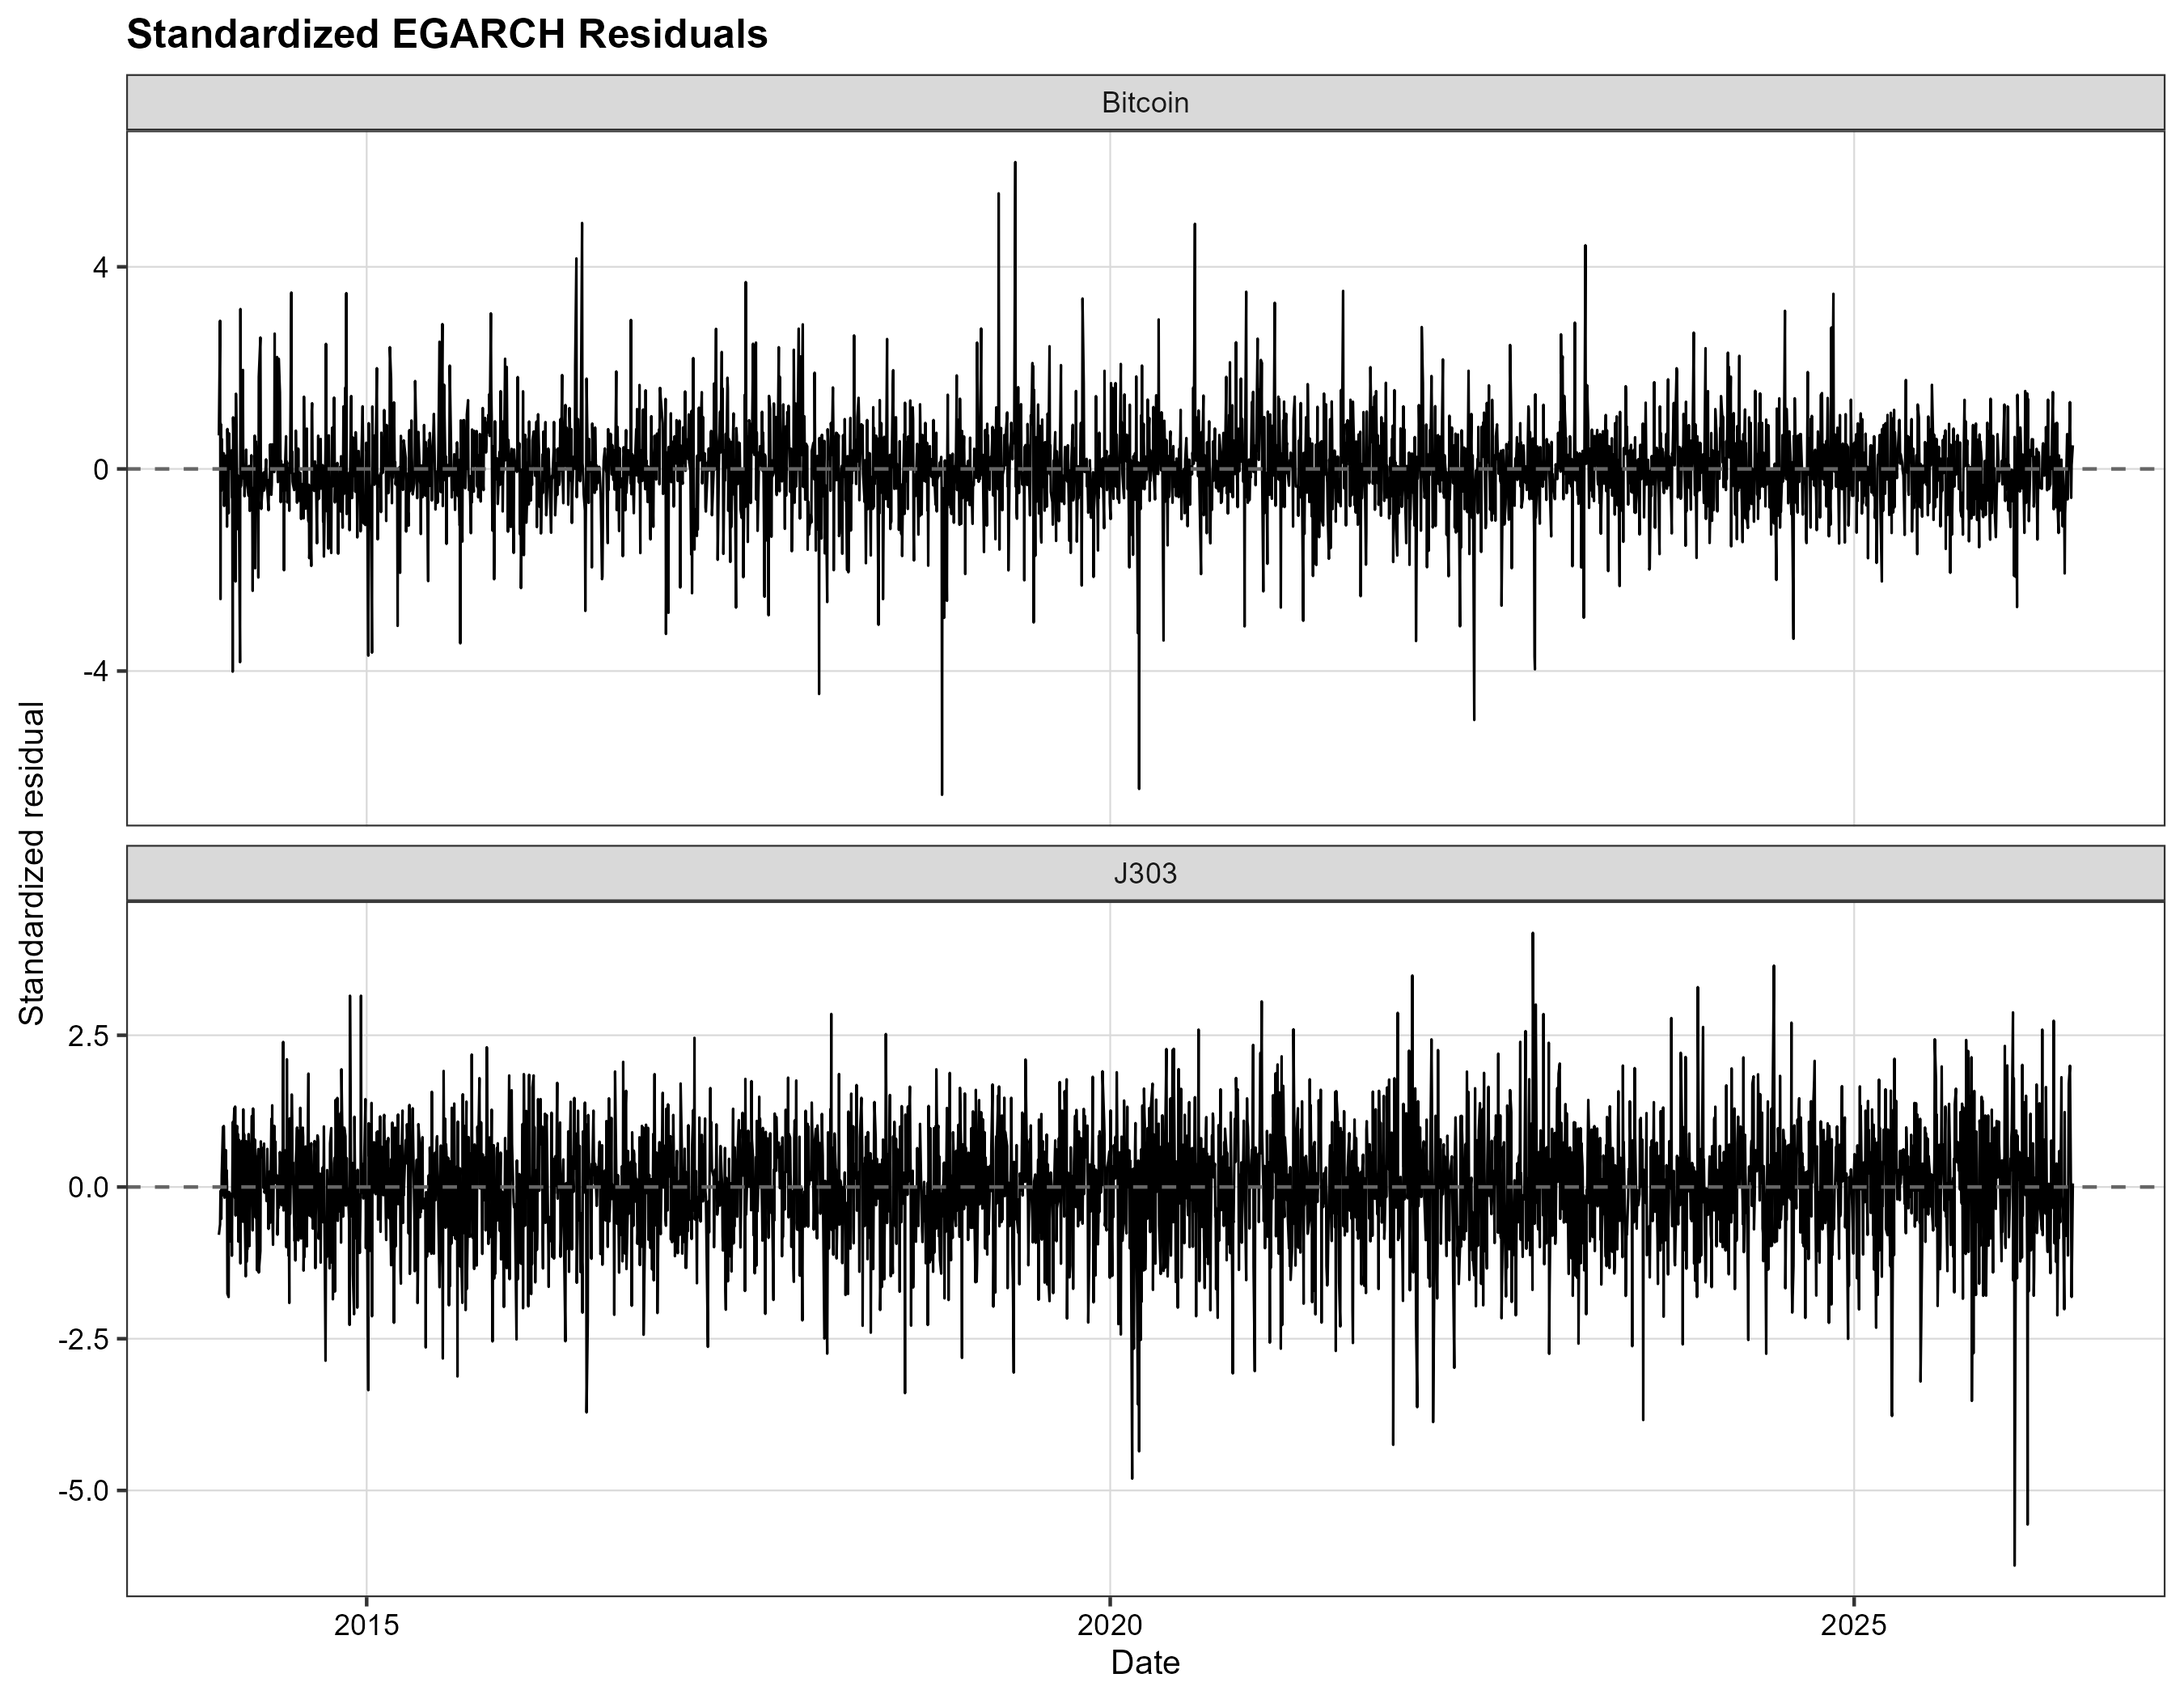 Standardized EGARCH Residuals
Bitcoin
4
0
-4
Standardized residual
J303
2.5
0.0
-2.5
-5.0
2015
2020
2025
Date